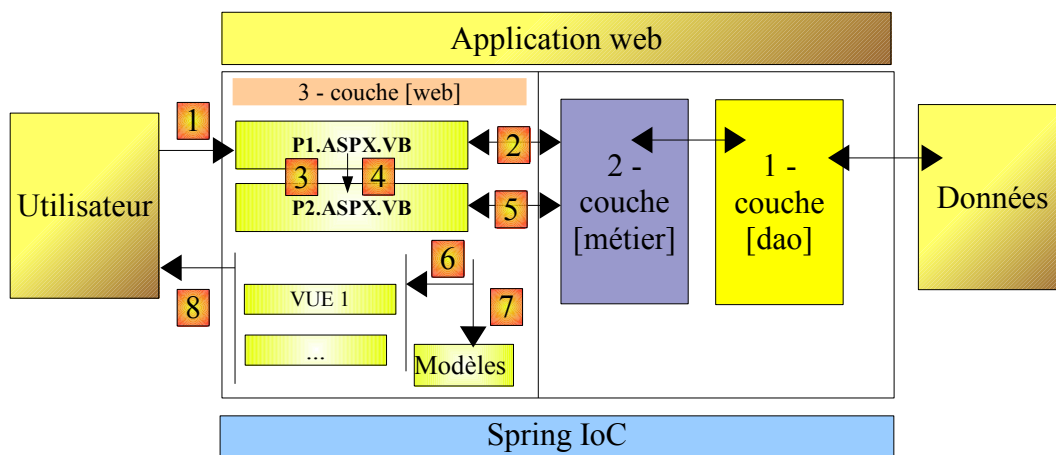 Application web
3 - couche [web]
1
P1.ASPX.VB
2
3
4
P2.ASPX.VB
5
Utilisateur
2 -
couche
[métier]
1 -
couche
[dao]
Données
6
8
VUE 1
7
...
Modèles
Spring IoC